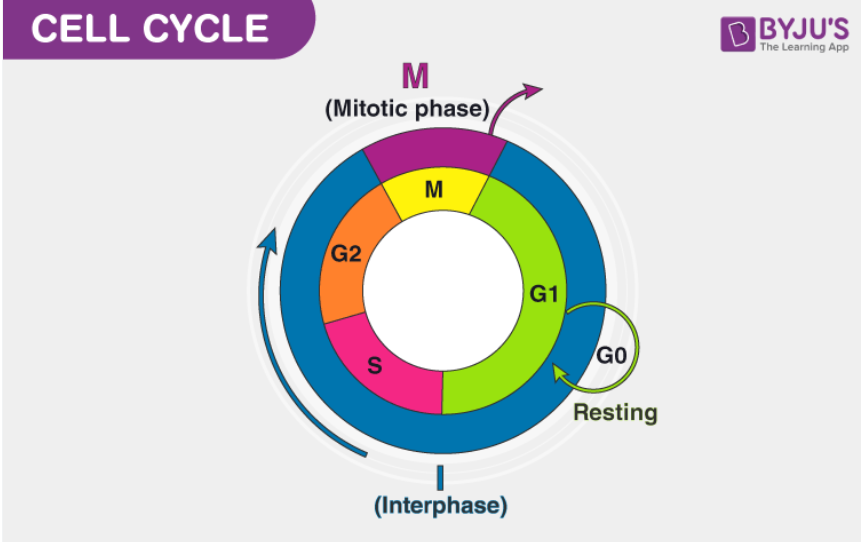 CELL CYCLE
BYJU'S
The Learning App
M
(Mitotic phase)
M
G2
G1
S
G0
Resting
I
(Interphase)